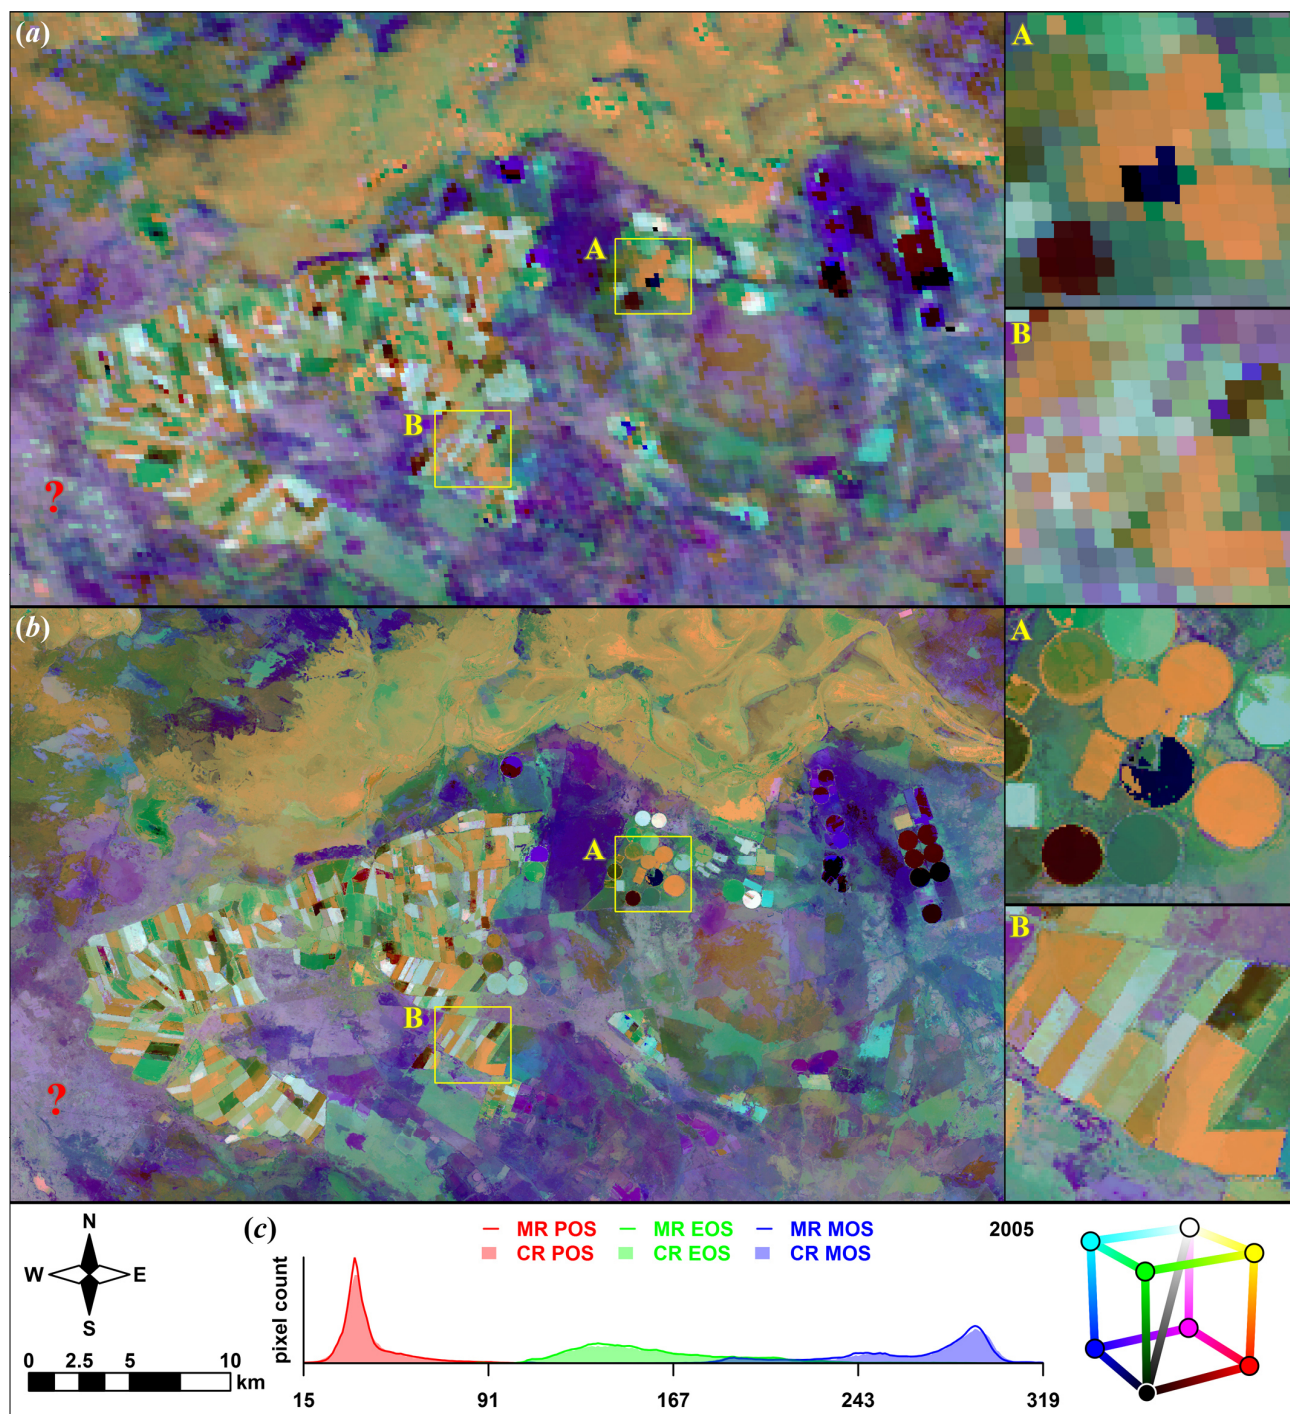 (a)
A
A
B
B
?
(b)
A
A
B
B
?
N
W E
S
0 2.5 5 10
km
(c)
MR POS MR EOS MR MOS 2005
CR POS CR EOS CR MOS
pixel count
15 91 167 243 319